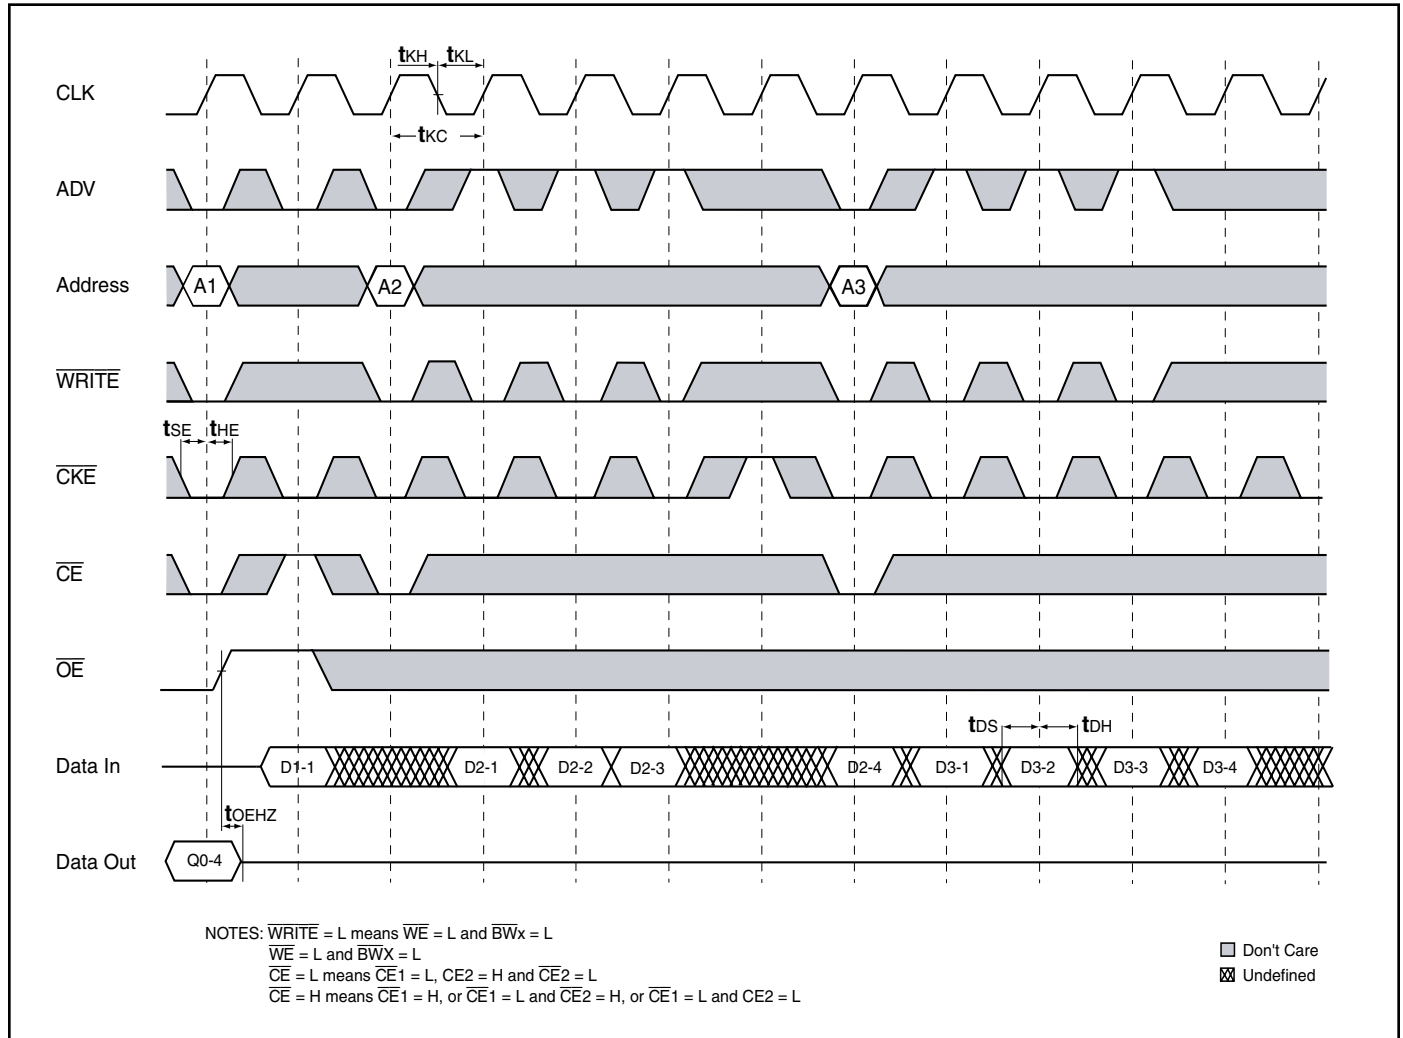 tKH tKL
CLK
tKC
ADV
Address A1 A2 A3
WRITE
tSE tHE
CKE
CE
OE
tDS tDH
Data In D1-1 D2-1 D2-2 D2-3 D2-4 D3-1 D3-2 D3-3 D3-4
tOEHZ
Data Out Q0-4
NOTES: WRITE = L means WE = L and BWx = L
WE = L and BWX = L
CE = L means CE1 = L, CE2 = H and CE2 = L
CE = H means CE1 = H, or CE1 = L and CE2 = H, or CE1 = L and CE2 = L
Don't Care
Undefined